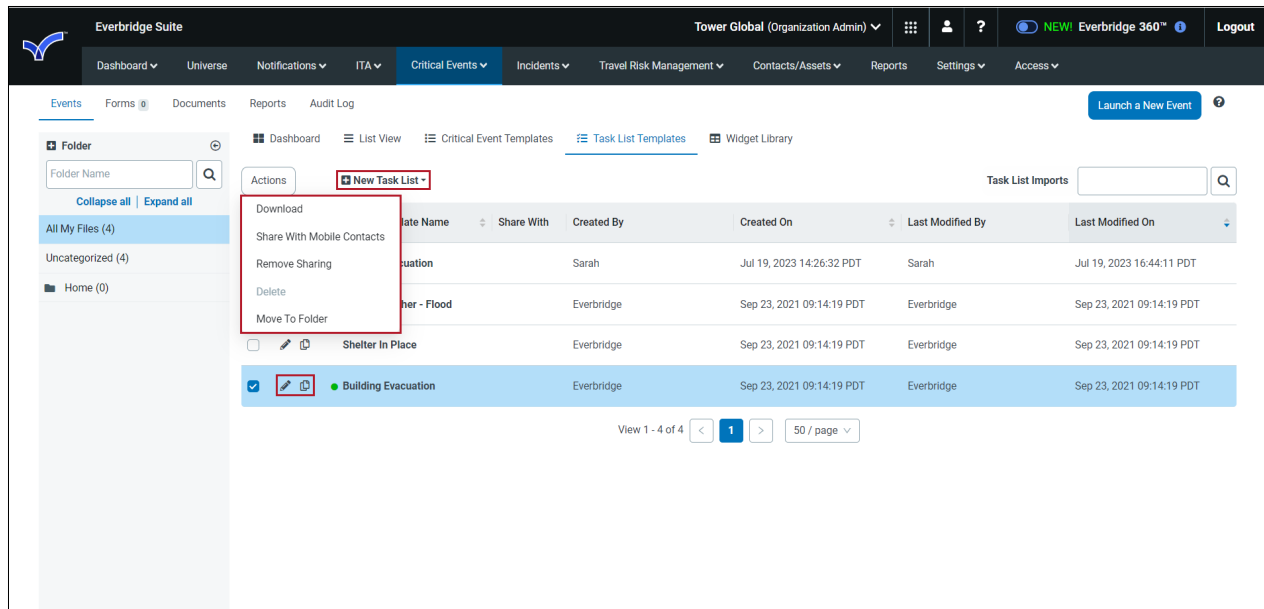 Everbridge Suite
Tower Global (Organization Admin)
?
NEW! Everbridge 360™
Logout
Dashboard
Universe
Notifications
ITA
Critical Events
Incidents
Travel Risk Management
Contacts/Assets
Reports
Settings
Access
Events
Forms 0
Documents
Reports
Audit Log
Launch a New Event
Folder
Folder Name
Collapse all | Expand all
All My Files (4)
Uncategorized (4)
Home (0)
Dashboard
List View
Critical Event Templates
Task List Templates
Widget Library
Actions
New Task List
Task List Imports
Download
Share With Mobile Contacts
Remove Sharing
Delete
Move To Folder
late Name Share With Created By Created On Last Modified By Last Modified On
cuation Sarah Jul 19, 2023 14:26:32 PDT Sarah Jul 19, 2023 16:44:11 PDT
her - Flood Everbridge Sep 23, 2021 09:14:19 PDT Everbridge Sep 23, 2021 09:14:19 PDT
Shelter In Place Everbridge Sep 23, 2021 09:14:19 PDT Everbridge Sep 23, 2021 09:14:19 PDT
Building Evacuation Everbridge Sep 23, 2021 09:14:19 PDT Everbridge Sep 23, 2021 09:14:19 PDT
View 1 - 4 of 4 < 1 > 50 / page